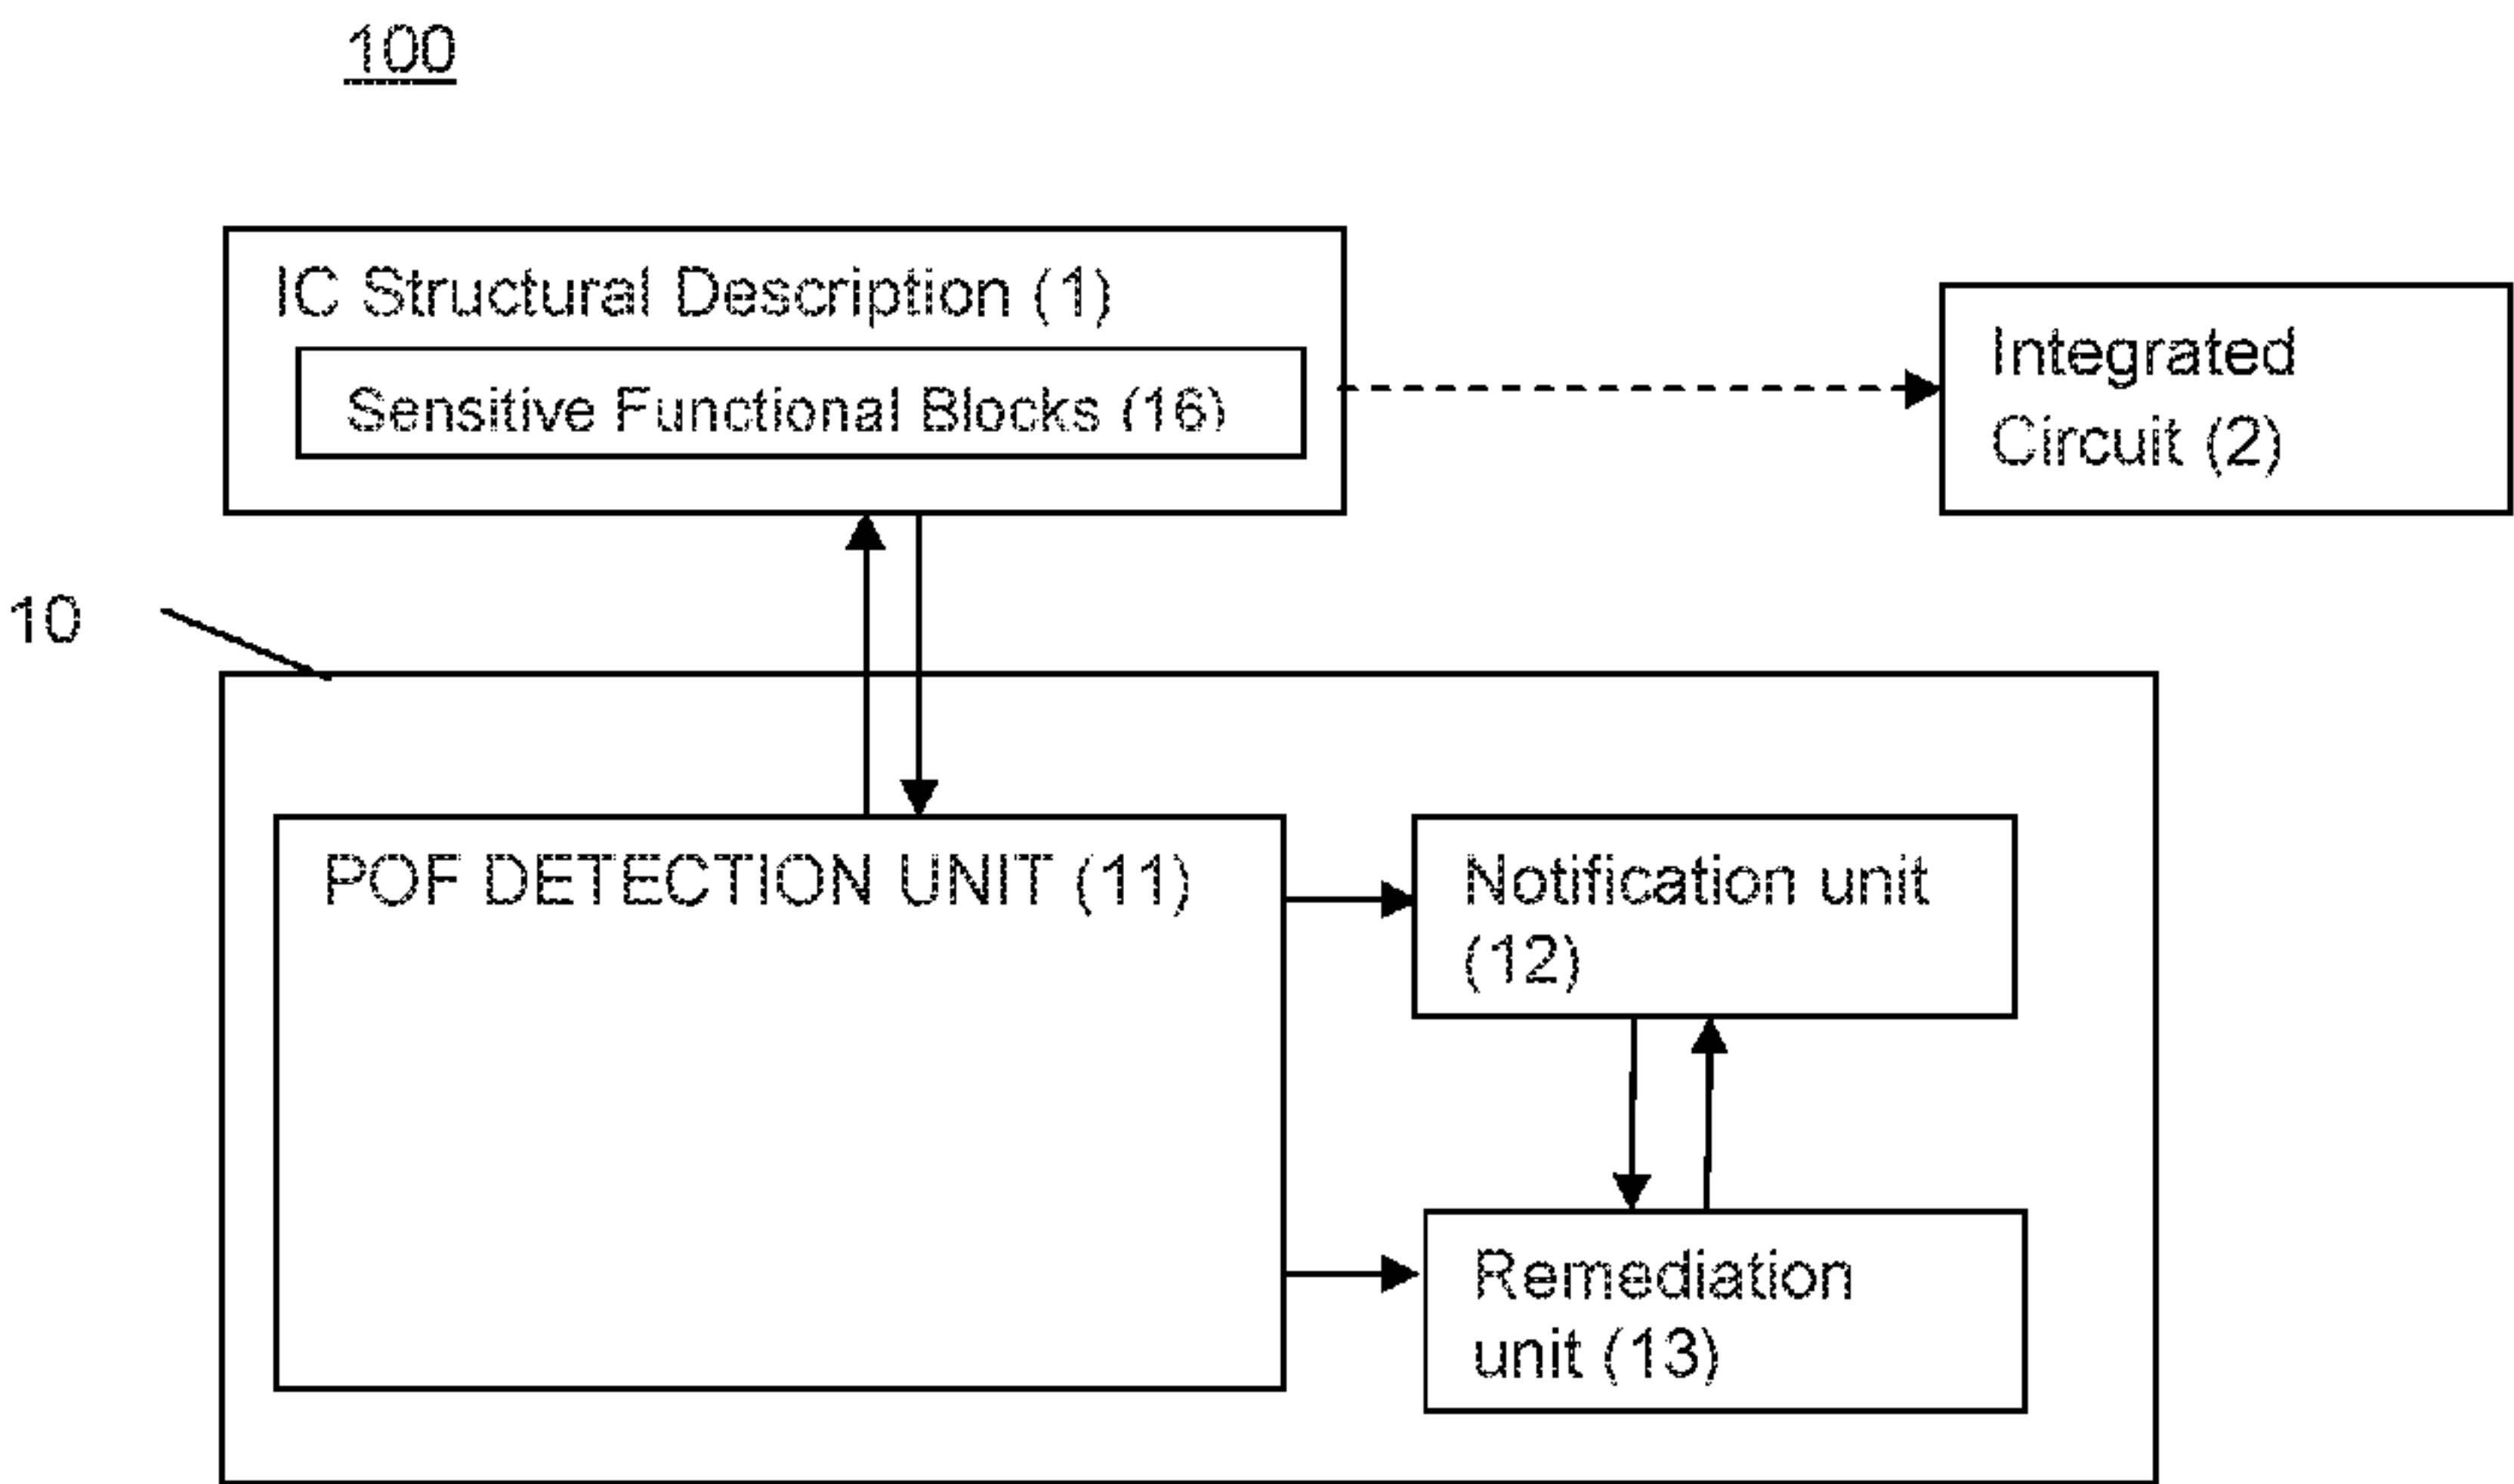 100
IC Structural Description (1)
Sensitive Functional Blocks (16)
Integrated
Circuit (2)
10
POF DETECTION UNIT (11)
Notification unit
(12)
Remediation
unit (13)